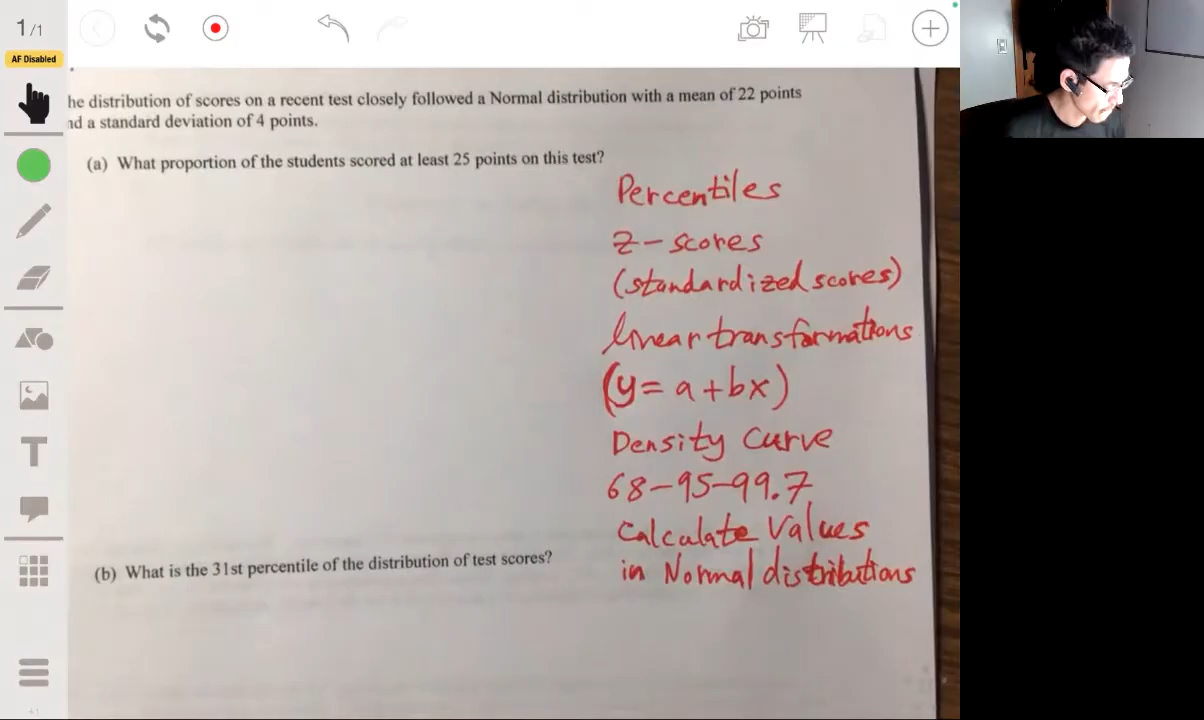 1/1
AF Disabled
he distribution of scores on a recent test closely followed a Normal distribution with a mean of 22 points
nd a standard deviation of 4 points.
(a) What proportion of the students scored at least 25 points on this test?
Percentiles
z-scores
(standardized scores)
linear transformations
(y = a + bx)
Density Curve
68-95-99.7
Calculate Values
in Normal distributions
(b) What is the 31st percentile of the distribution of test scores?
T